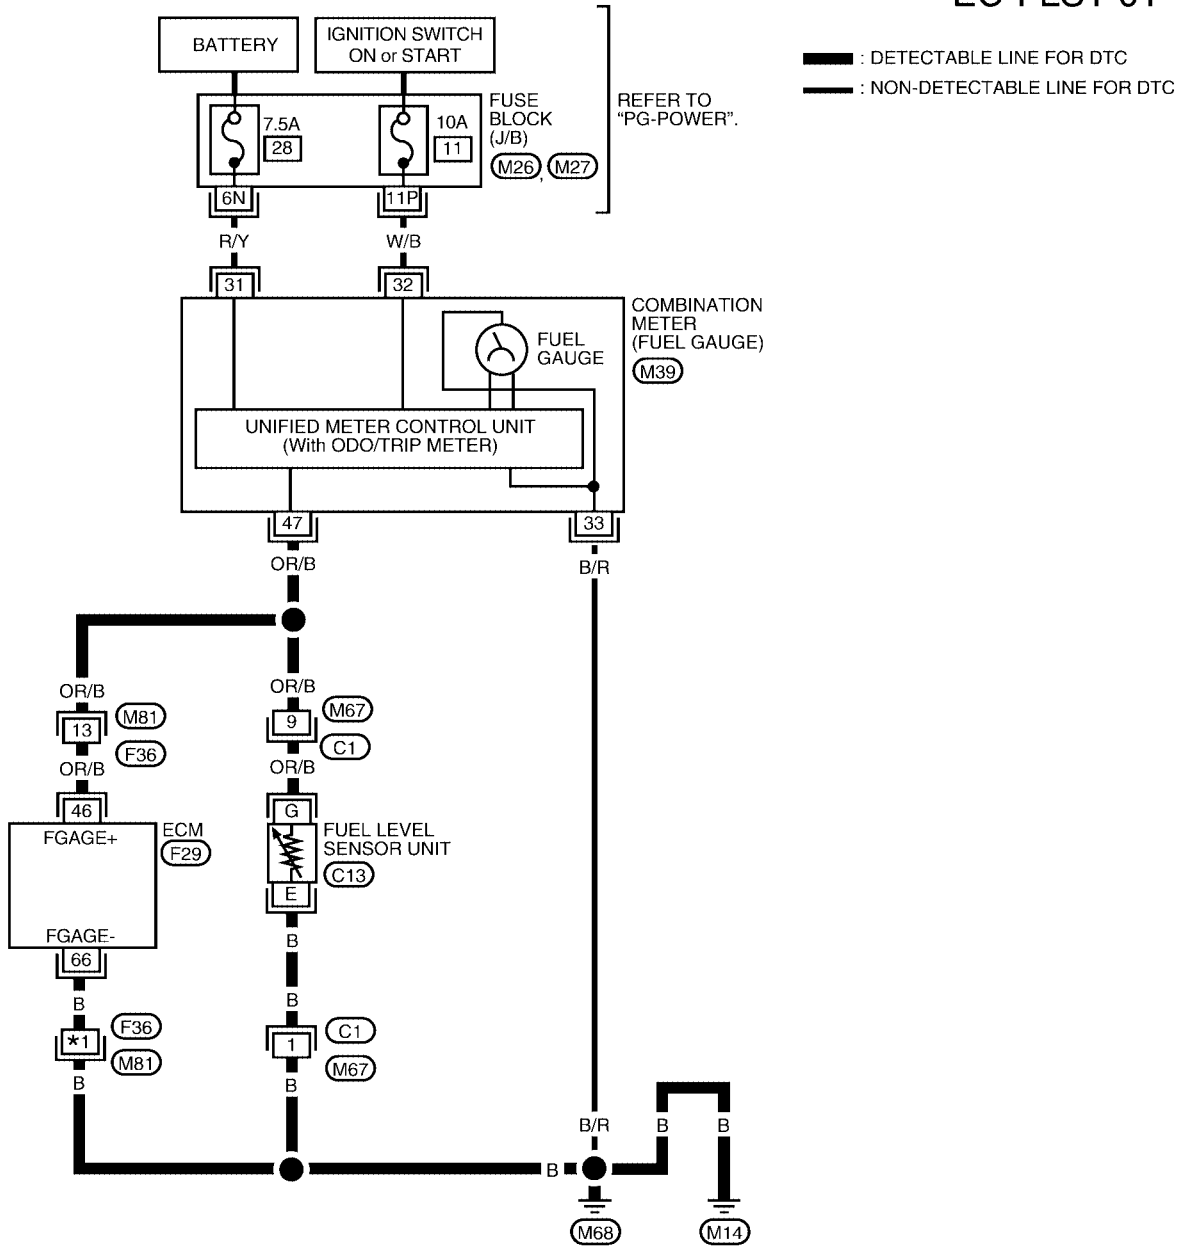 BATTERY
IGNITION SWITCH
ON or START
: DETECTABLE LINE FOR DTC
: NON-DETECTABLE LINE FOR DTC
7.5A
28
10A
11
FUSE
BLOCK
(J/B)
M26, M27
REFER TO
"PG-POWER".
6N
11P
R/Y
W/B
31
32
COMBINATION
METER
(FUEL GAUGE)
M39
FUEL
GAUGE
UNIFIED METER CONTROL UNIT
(With ODO/TRIP METER)
47
33
OR/B
B/R
OR/B
OR/B
13
M81
F36
9
M67
C1
OR/B
OR/B
46
G
FGAGE+
ECM
F29
FUEL LEVEL
SENSOR UNIT
C13
E
FGAGE-
66
B
B
B
*1
F36
M81
1
C1
M67
B
B
B/R
B
B
B
M68
M14